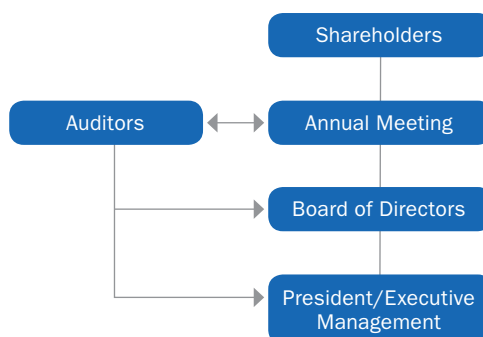 Shareholders
Auditors
Annual Meeting
Board of Directors
President/Executive
Management